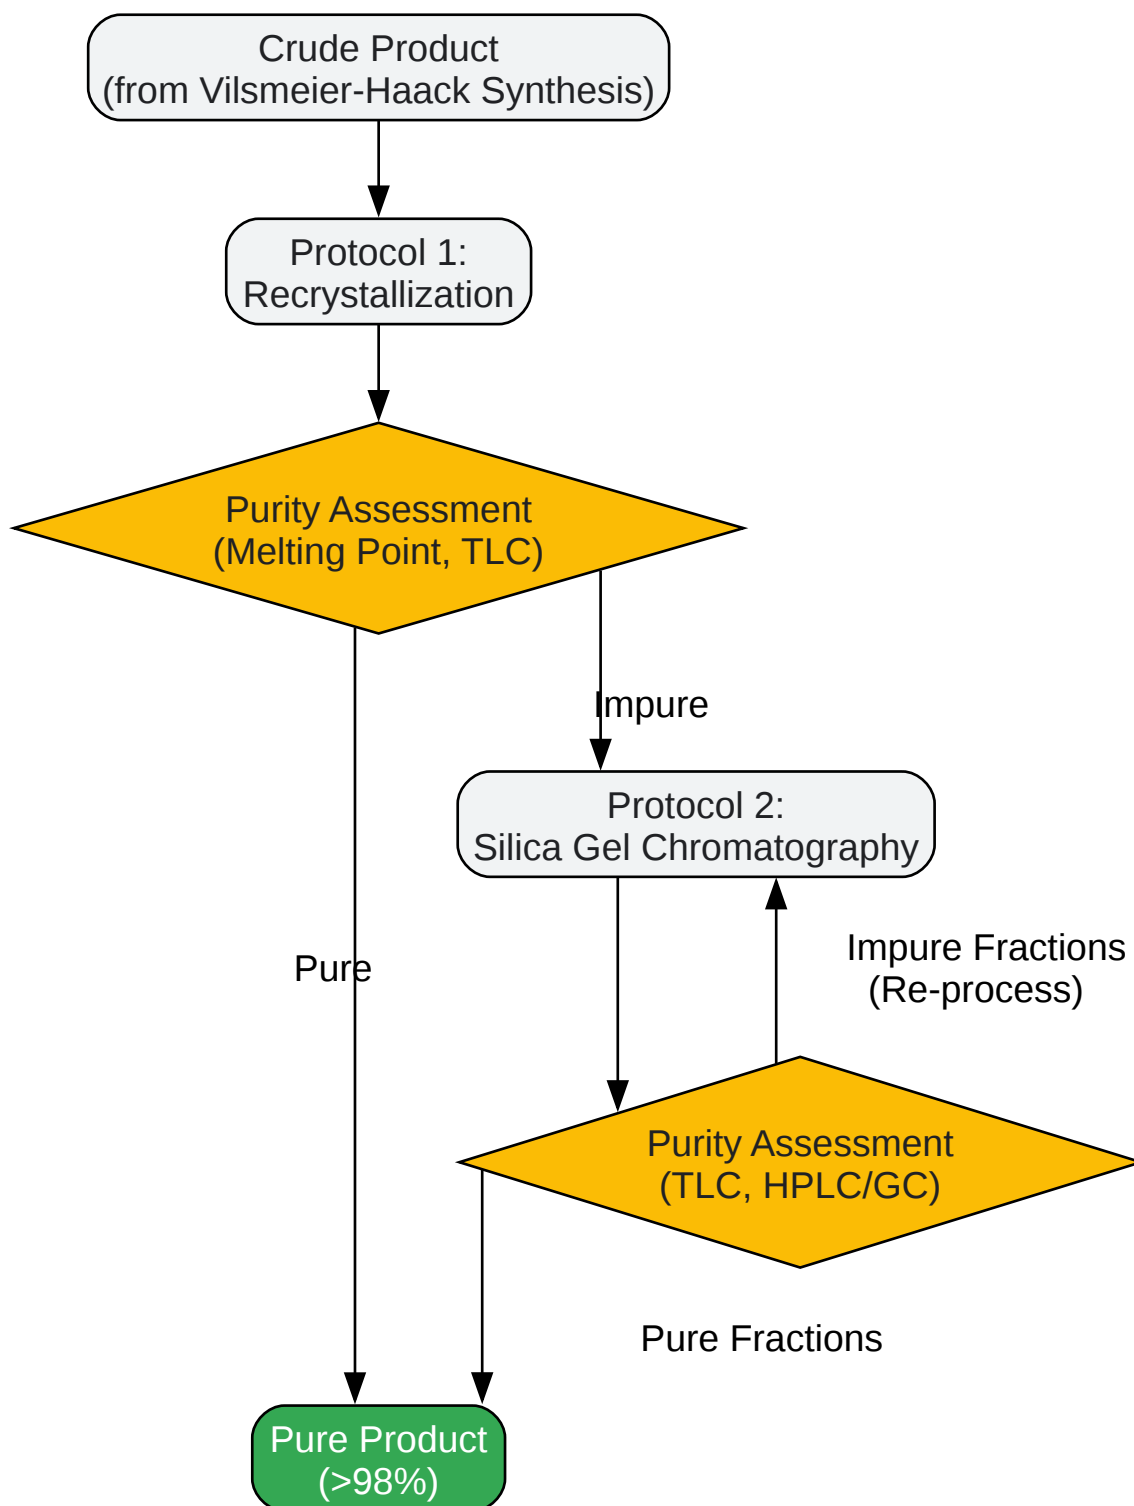 Crude Product
(from Vilsmeier-Haack Synthesis)
Protocol 1:
Recrystallization
Purity Assessment
(Melting Point, TLC)
Impure
Protocol 2:
Silica Gel Chromatography
Impure Fractions
(Re-process)
Pure
Purity Assessment
(TLC, HPLC/GC)
Pure Fractions
Pure Product
(>98%)